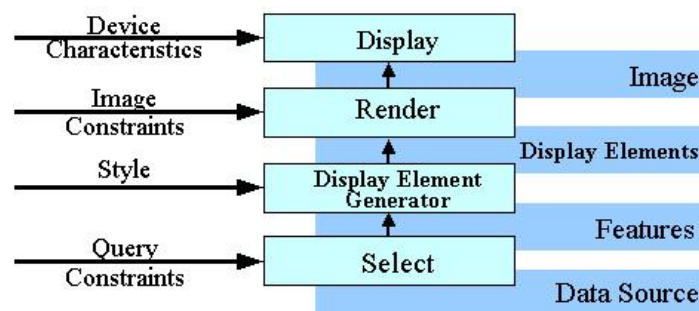 Device
Characteristics
Display
Image
Image
Constraints
Render
Display Elements
Style
Display Element
Generator
Features
Query
Constraints
Select
Data Source